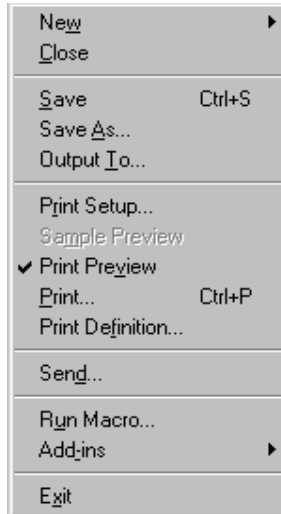 New
Close
Save Ctrl+S
Save As...
Output To...
Print Setup...
Sample Preview
Print Preview
Print... Ctrl+P
Print Definition...
Send...
Run Macro...
Add-ins
Exit